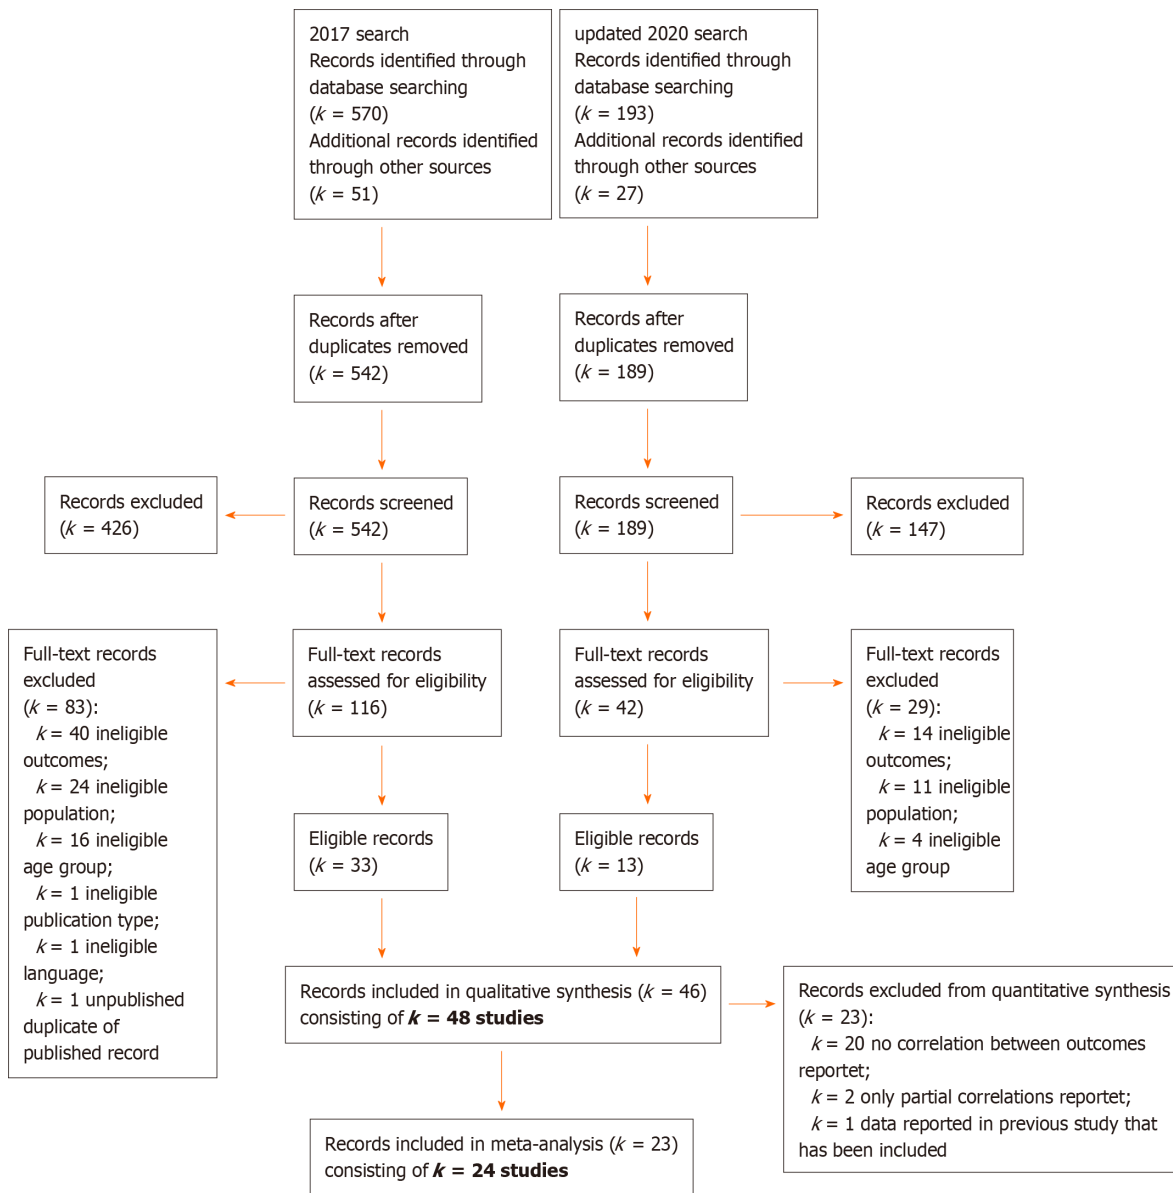 2017 search
Records identified through
database searching
(k = 570)
Additional records identified
through other sources
(k = 51)
updated 2020 search
Records identified through
database searching
(k = 193)
Additional records identified
through other sources
(k = 27)
Records after
duplicates removed
(k = 542)
Records after
duplicates removed
(k = 189)
Records excluded
(k = 426)
Records screened
(k = 542)
Records screened
(k = 189)
Records excluded
(k = 147)
Full-text records
excluded
(k = 83):
k = 40 ineligible
outcomes;
k = 24 ineligible
population;
k = 16 ineligible
age group;
k = 1 ineligible
publication type;
k = 1 ineligible
language;
k = 1 unpublished
duplicate of
published record
Full-text records
assessed for eligibility
(k = 116)
Full-text records
assessed for eligibility
(k = 42)
Full-text records
excluded
(k = 29):
k = 14 ineligible
outcomes;
k = 11 ineligible
population;
k = 4 ineligible
age group
Eligible records
(k = 33)
Eligible records
(k = 13)
Records included in qualitative synthesis (k = 46)
consisting of k = 48 studies
Records excluded from quantitative synthesis
(k = 23):
k = 20 no correlation between outcomes
reportet;
k = 2 only partial correlations reportet;
k = 1 data reported in previous study that
has been included
Records included in meta-analysis (k = 23)
consisting of k = 24 studies